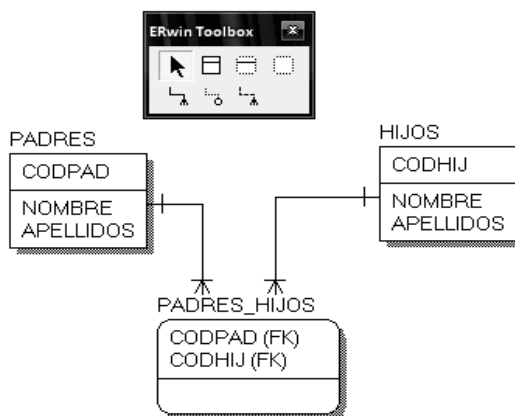 ERwin Toolbox
PADRES
CODPAD
NOMBRE
APELLIDOS
HIJOS
CODHIJ
NOMBRE
APELLIDOS
PADRES_HIJOS
CODPAD (FK)
CODHIJ (FK)